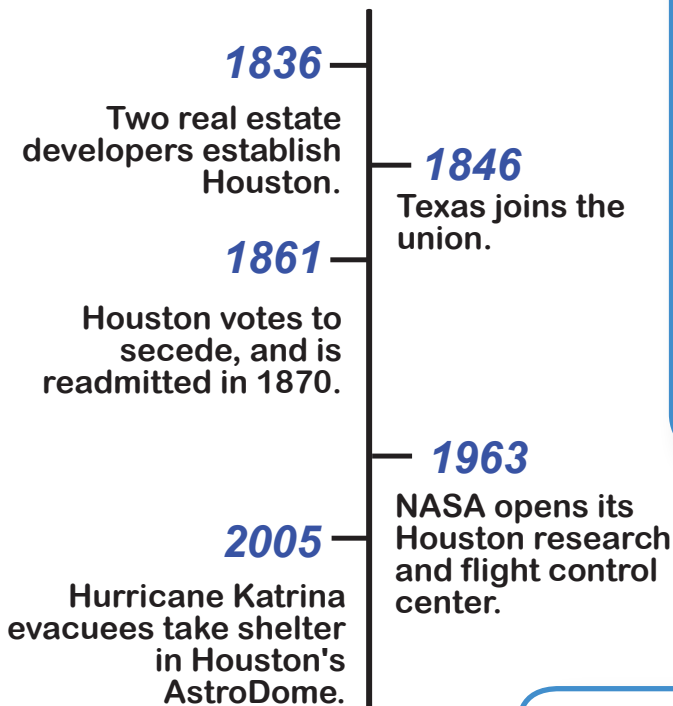 1836
Two real estate
developers establish
Houston.
1846
Texas joins the
union.
1861
Houston votes to
secede, and is
readmitted in 1870.
1963
NASA opens its
Houston research
and flight control
center.
2005
Hurricane Katrina
evacuees take shelter
in Houston's
AstroDome.